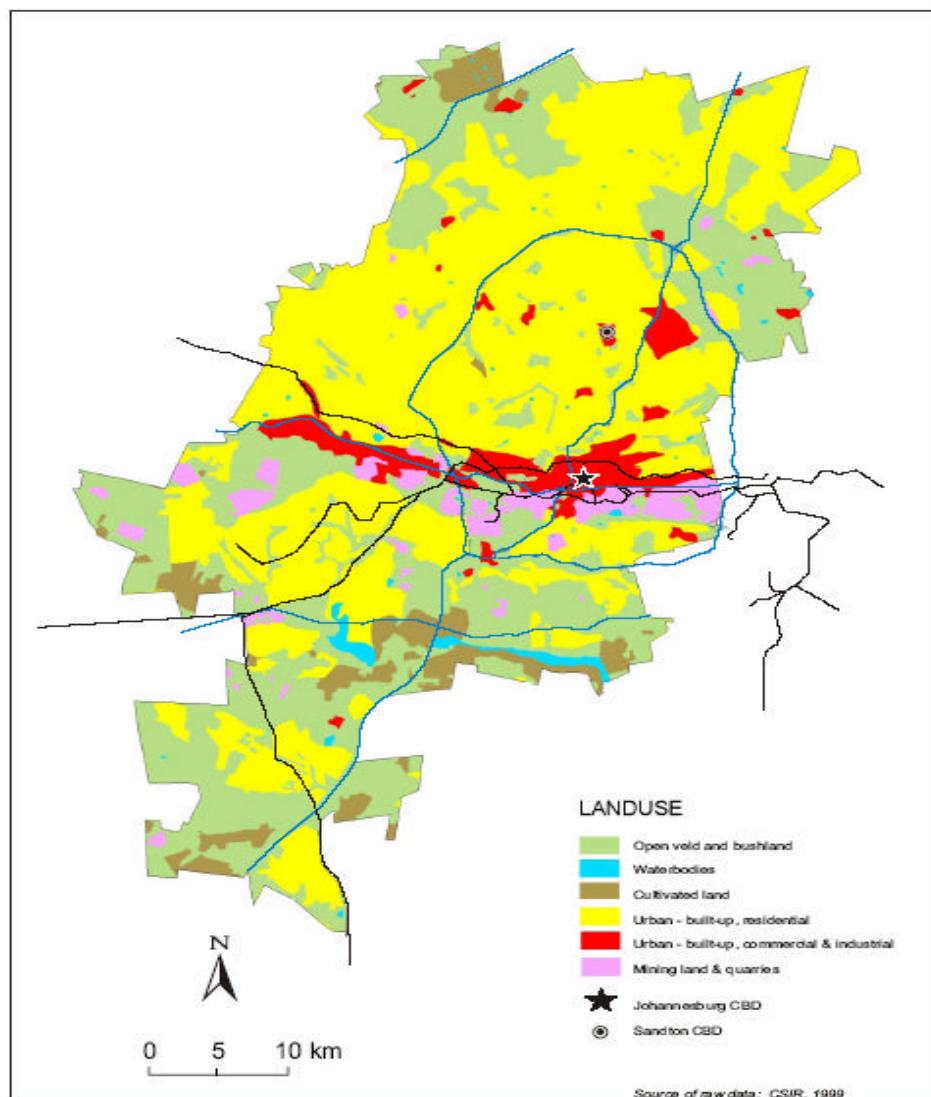 LANDUSE
Open veld and bushland
Waterbodies
Cultivated land
Urban - built-up, residential
Urban - built-up, commercial & industrial
Mining land & quarries
Johannesburg CBD
Sandton CBD
N
0 5 10 km
Source of raw data: CSIR, 1999